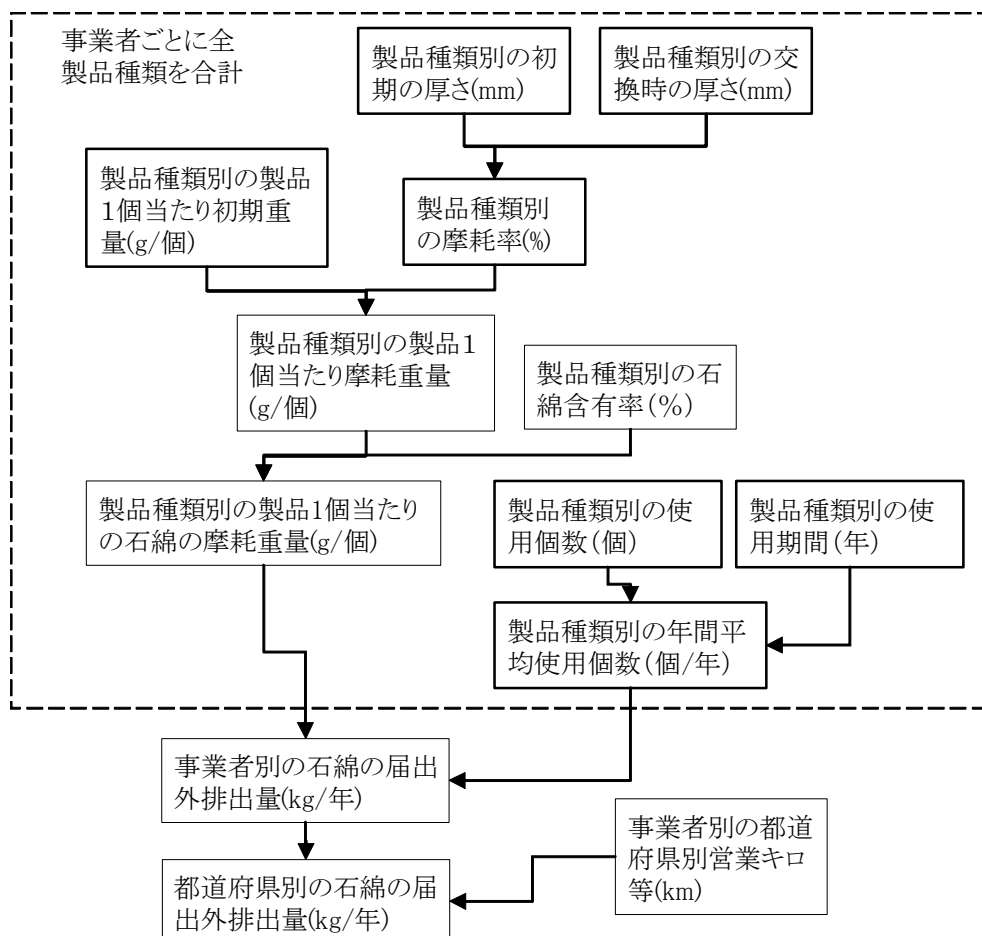 事業者ごとに全
製品種類を合計
製品種類別の初
期の厚さ(mm)
製品種類別の交
換時の厚さ(mm)
製品種類別の製品
1個当たり初期重
量(g/個)
製品種類別
の摩耗率(%)
製品種類別の製品１
個当たり摩耗重量
(g/個)
製品種類別の石
綿含有率（％）
製品種類別の製品1個当たり
の石綿の摩耗重量(g/個)
製品種類別の使
用個数（個）
製品種類別の使
用期間（年）
製品種類別の年間平
均使用個数（個/年）
事業者別の石綿の届出
外排出量(kg/年)
事業者別の都道
府県別営業キロ
等(km)
都道府県別の石綿の届
出外排出量(kg/年)